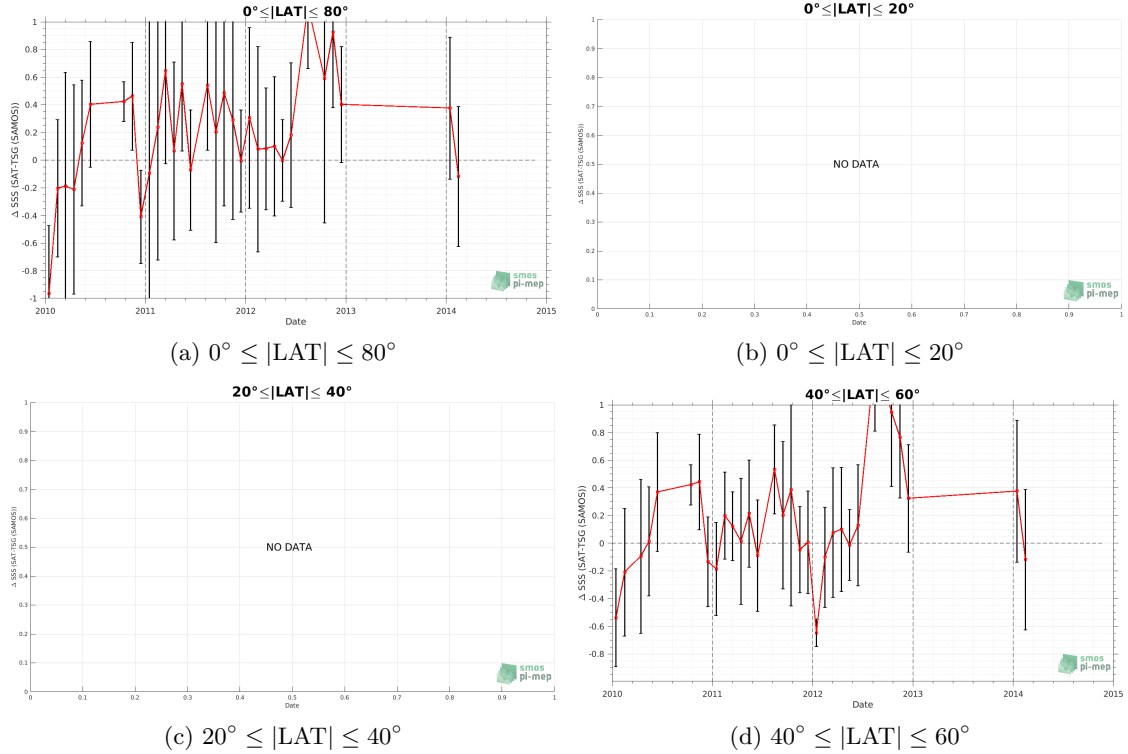 0°≤|LAT|≤ 80°
Δ SSS (SAT-TSG (SAMOS))
1
0.8
0.6
0.4
0.2
0
-0.2
-0.4
-0.6
-0.8
-1
2010 2011 2012 2013 2014 2015
Date
smos
pi-mep
(a) 0° ≤ |LAT| ≤ 80°
0°≤|LAT|≤ 20°
Δ SSS (SAT-TSG (SAMOS))
1
0.9
0.8
0.7
0.6
0.5
0.4
0.3
0.2
0.1
0
NO DATA
0 0.1 0.2 0.3 0.4 0.5 0.6 0.7 0.8 0.9 1
Date
smos
pi-mep
(b) 0° ≤ |LAT| ≤ 20°
20°≤|LAT|≤ 40°
Δ SSS (SAT-TSG (SAMOS))
1
0.9
0.8
0.7
0.6
0.5
0.4
0.3
0.2
0.1
0
NO DATA
0 0.1 0.2 0.3 0.4 0.5 0.6 0.7 0.8 0.9 1
Date
smos
pi-mep
(c) 20° ≤ |LAT| ≤ 40°
40°≤|LAT|≤ 60°
Δ SSS (SAT-TSG (SAMOS))
1
0.8
0.6
0.4
0.2
0
-0.2
-0.4
-0.6
-0.8
2010 2011 2012 2013 2014 2015
Date
smos
pi-mep
(d) 40° ≤ |LAT| ≤ 60°